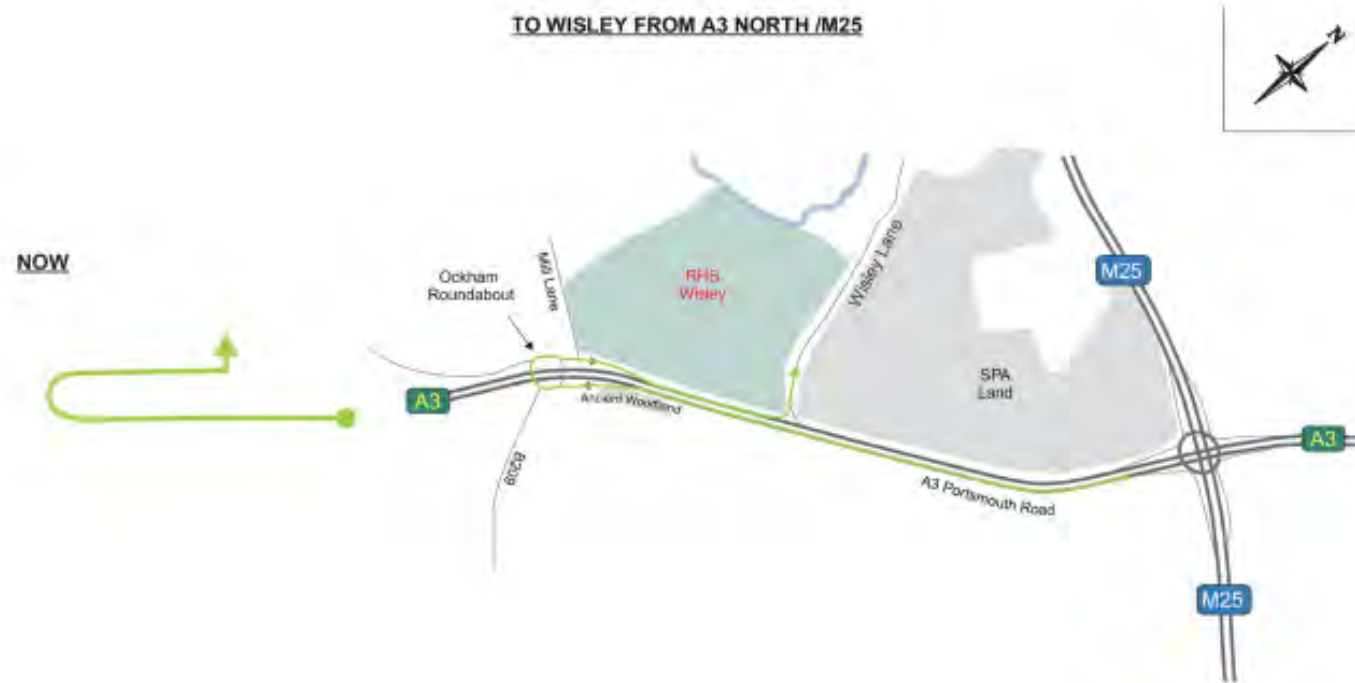 TO WISLEY FROM A3 NORTH /M25
N
NOW
Ockham
Roundabout
Mill Lane
RHS
Wisley
Wisley Lane
M25
SPA
Land
A3
Ancient Woodland
A3
B209
A3 Portsmouth Road
M25